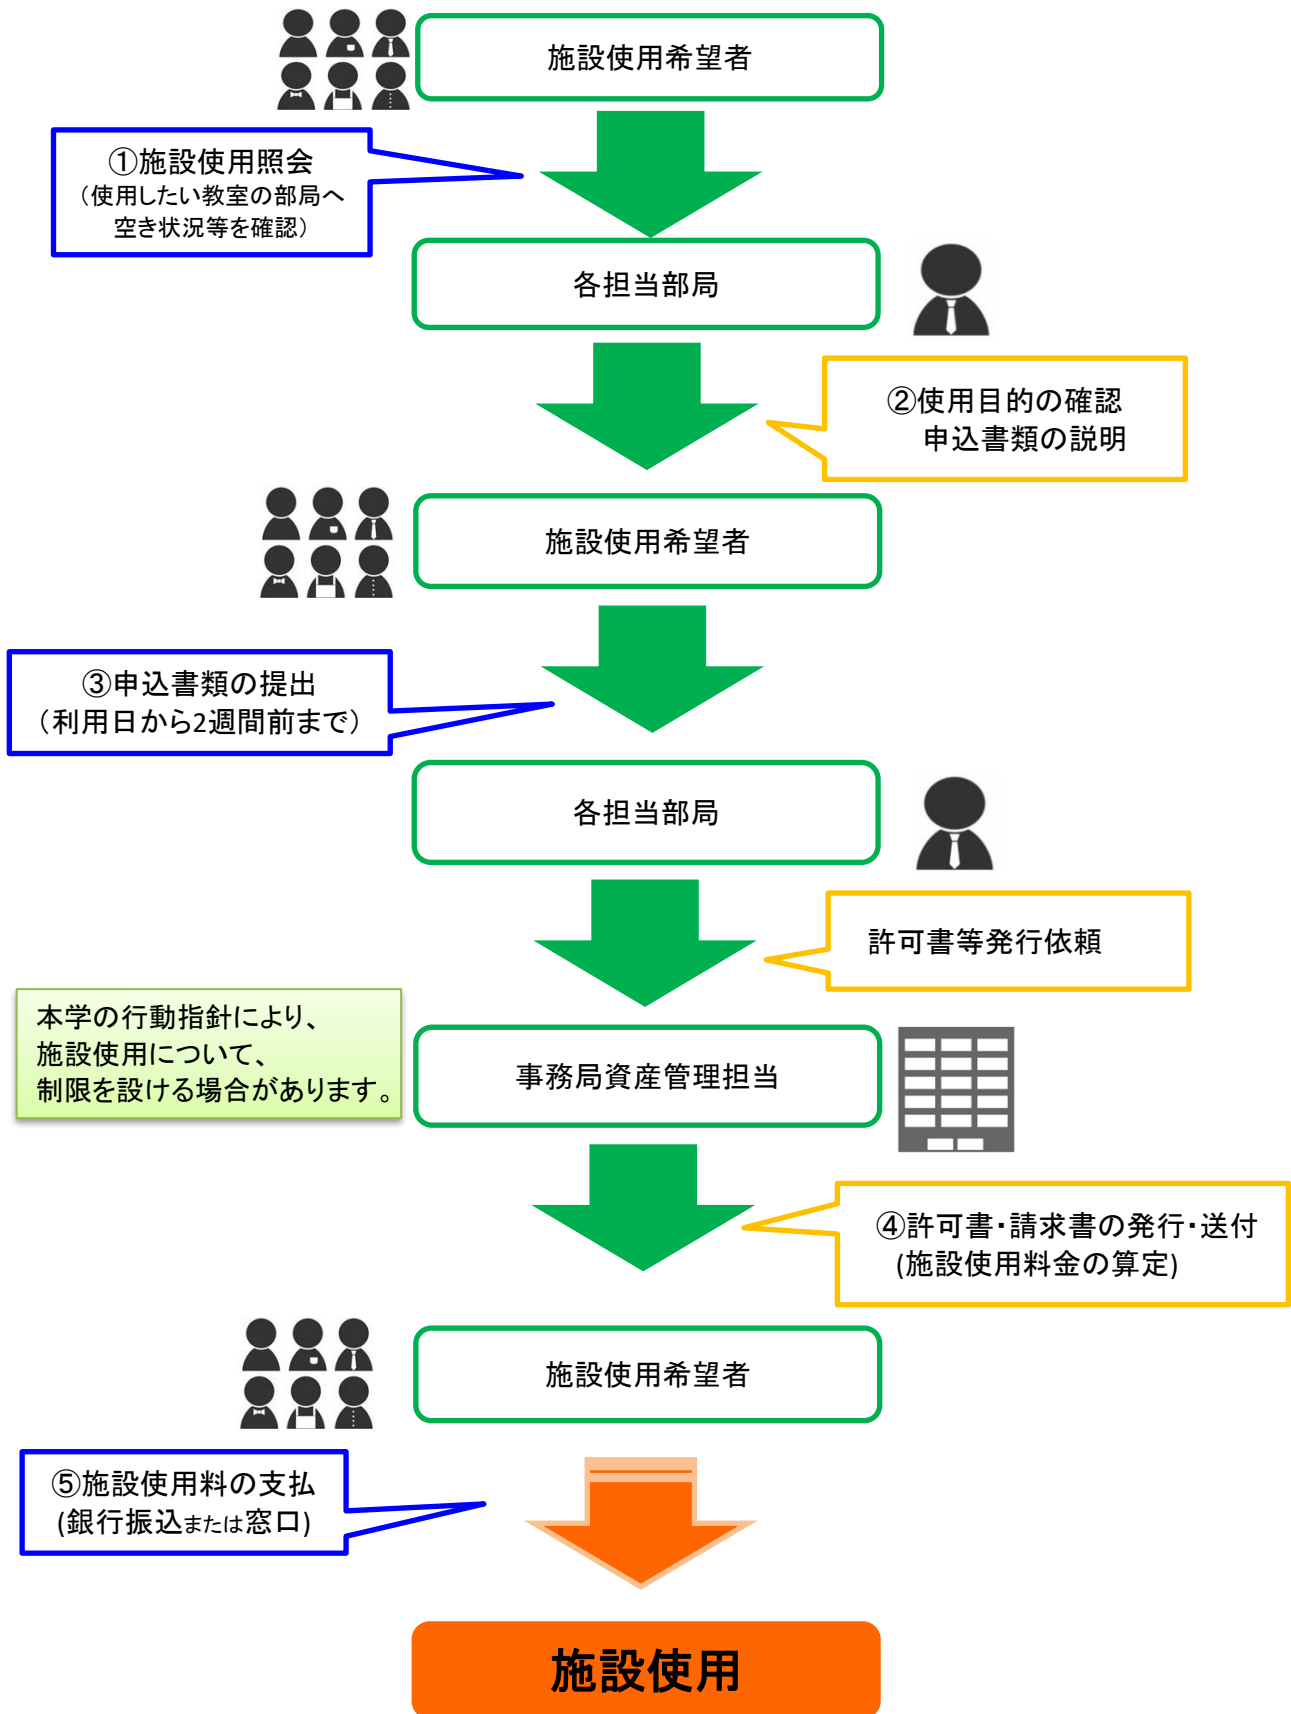 施設使用希望者
①施設使用照会
（使用したい教室の部局へ
空き状況等を確認）
各担当部局
②使用目的の確認
申込書類の説明
施設使用希望者
③申込書類の提出
（利用日から2週間前まで）
各担当部局
許可書等発行依頼
本学の行動指針により、
施設使用について、
制限を設ける場合があります。
事務局資産管理担当
④許可書・請求書の発行・送付
(施設使用料金の算定)
施設使用希望者
⑤施設使用料の支払
(銀行振込または窓口)
施設使用